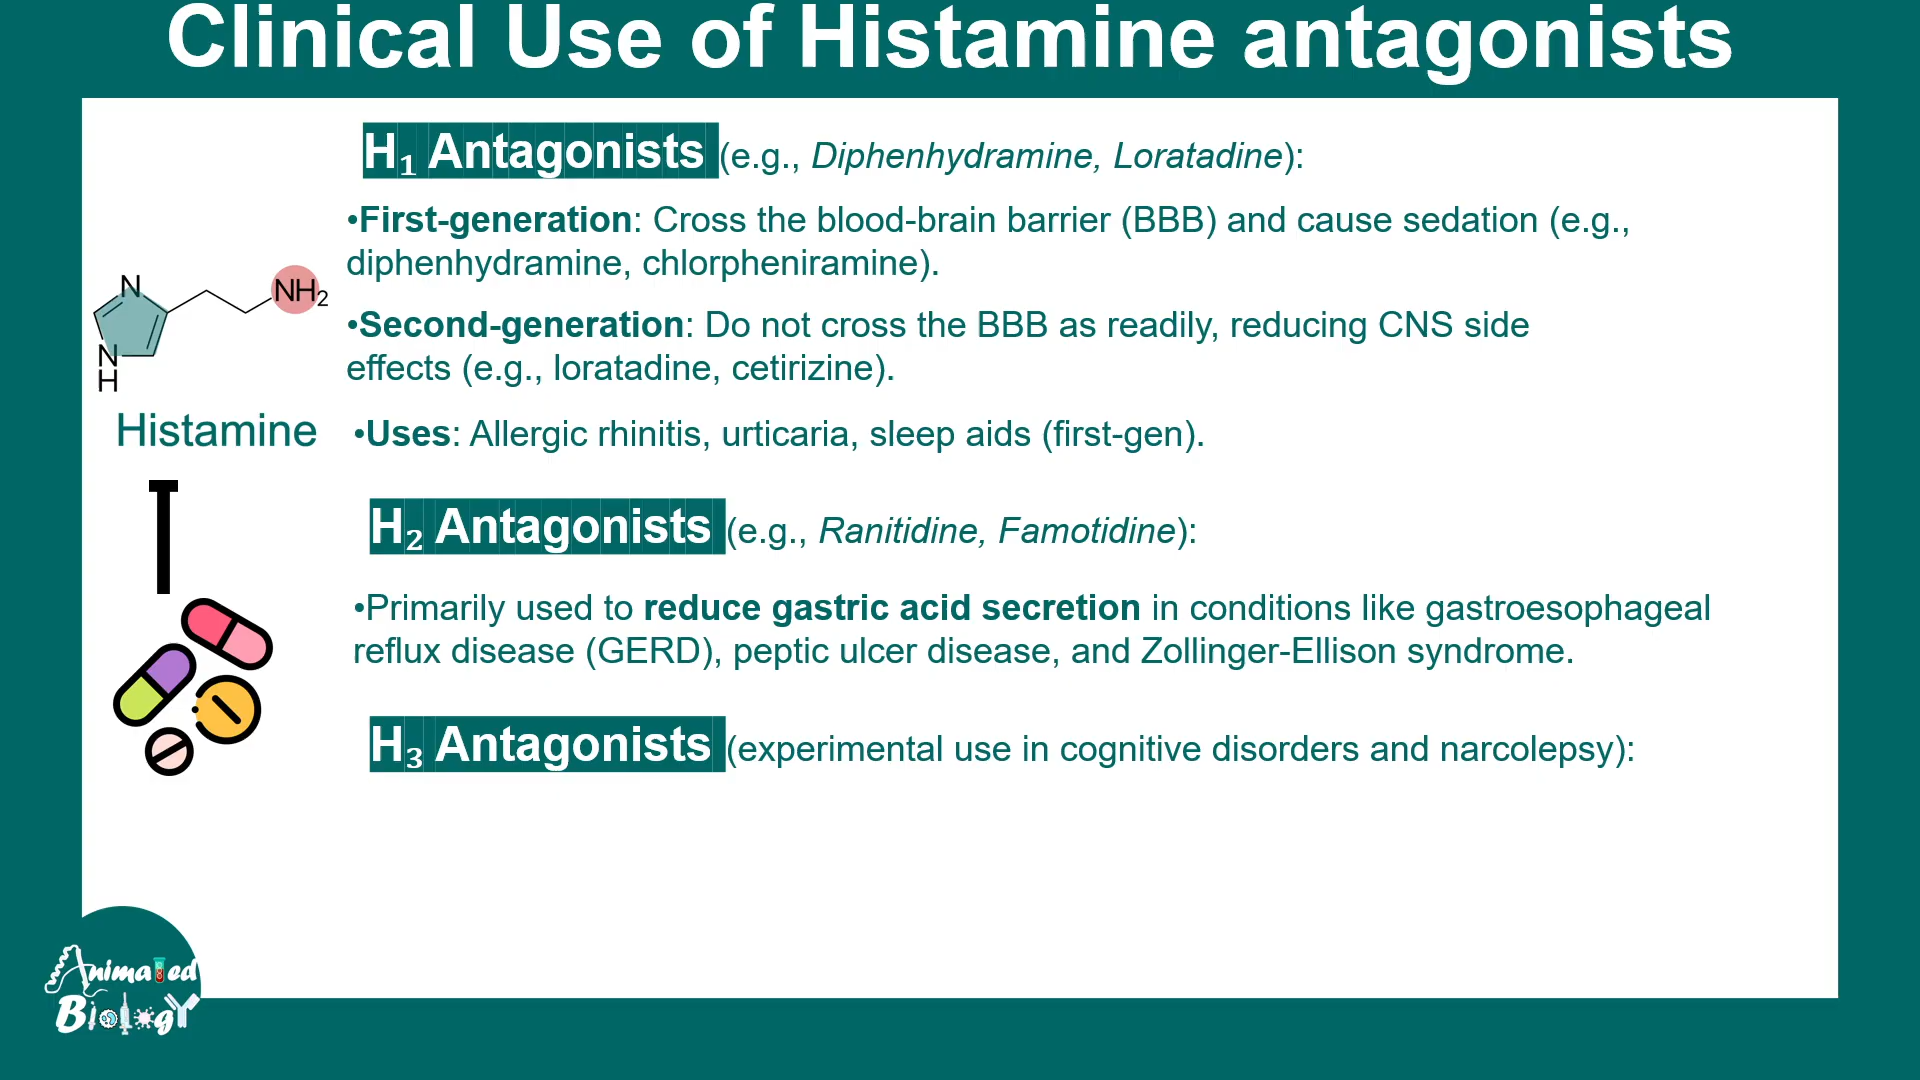 Clinical Use of Histamine antagonists
H₁ Antagonists (e.g., Diphenhydramine, Loratadine):
•First-generation: Cross the blood-brain barrier (BBB) and cause sedation (e.g.,
diphenhydramine, chlorpheniramine).
N
NH₂
N
H
Histamine
•Second-generation: Do not cross the BBB as readily, reducing CNS side
effects (e.g., loratadine, cetirizine).
•Uses: Allergic rhinitis, urticaria, sleep aids (first-gen).
H₂ Antagonists (e.g., Ranitidine, Famotidine):
•Primarily used to reduce gastric acid secretion in conditions like gastroesophageal
reflux disease (GERD), peptic ulcer disease, and Zollinger-Ellison syndrome.
H₃ Antagonists (experimental use in cognitive disorders and narcolepsy):
Animated
Biology